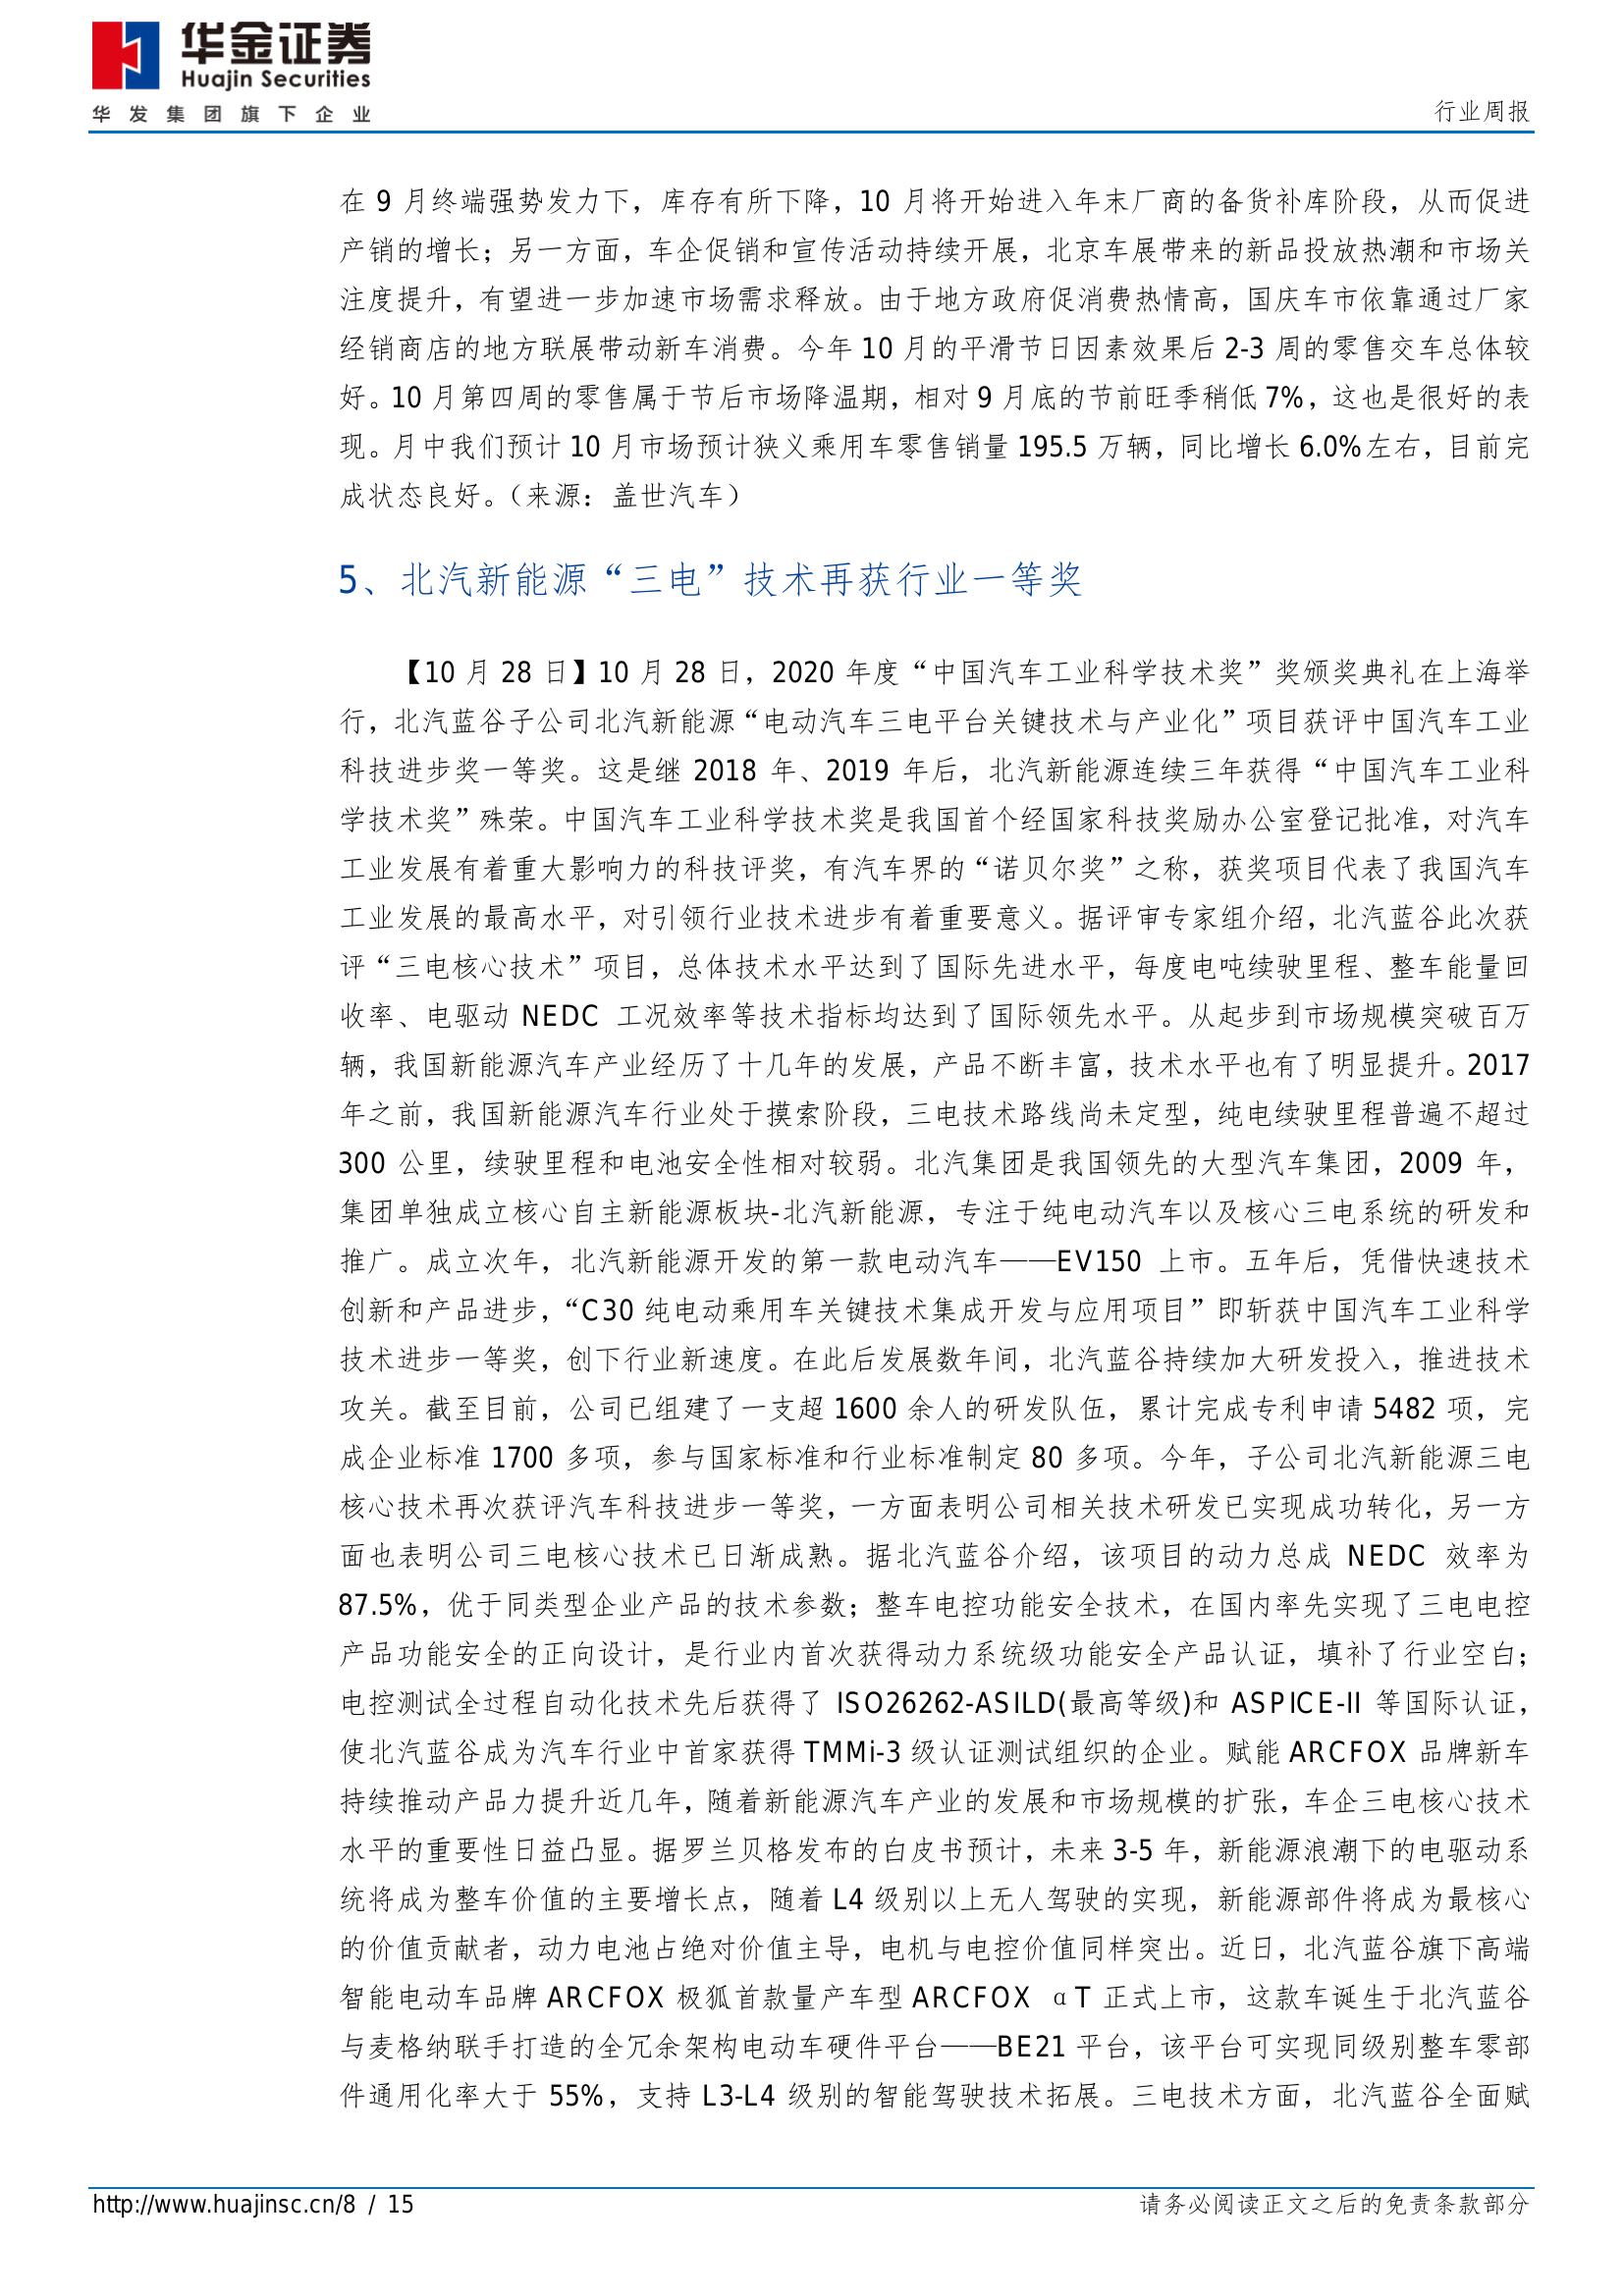 华金证券
Huajin Securities
华发集团旗下企业
行业周报
在 9 月终端强势发力下，库存有所下降，10 月将开始进入年末厂商的备货补库阶段，从而促进
产销的增长；另一方面，车企促销和宣传活动持续开展，北京车展带来的新品投放热潮和市场关
注度提升，有望进一步加速市场需求释放。由于地方政府促消费热情高，国庆车市依靠通过厂家
经销商店的地方联展带动新车消费。今年 10 月的平滑节日因素效果后 2-3 周的零售交车总体较
好。10 月第四周的零售属于节后市场降温期，相对 9 月底的节前旺季稍低 7%，这也是很好的表
现。月中我们预计 10 月市场预计狭义乘用车零售销量 195.5 万辆，同比增长 6.0%左右，目前完
成状态良好。（来源：盖世汽车）
5、北汽新能源“三电”技术再获行业一等奖
【10 月 28 日】10 月 28 日，2020 年度“中国汽车工业科学技术奖”奖颁奖典礼在上海举
行，北汽蓝谷子公司北汽新能源“电动汽车三电平台关键技术与产业化”项目获评中国汽车工业
科技进步奖一等奖。这是继 2018 年、2019 年后，北汽新能源连续三年获得“中国汽车工业科
学技术奖”殊荣。中国汽车工业科学技术奖是我国首个经国家科技奖励办公室登记批准，对汽车
工业发展有着重大影响力的科技评奖，有汽车界的“诺贝尔奖”之称，获奖项目代表了我国汽车
工业发展的最高水平，对引领行业技术进步有着重要意义。据评审专家组介绍，北汽蓝谷此次获
评“三电核心技术”项目，总体技术水平达到了国际先进水平，每度电吨续驶里程、整车能量回
收率、电驱动 NEDC 工况效率等技术指标均达到了国际领先水平。从起步到市场规模突破百万
辆，我国新能源汽车产业经历了十几年的发展，产品不断丰富，技术水平也有了明显提升。2017
年之前，我国新能源汽车行业处于摸索阶段，三电技术路线尚未定型，纯电续驶里程普遍不超过
300 公里，续驶里程和电池安全性相对较弱。北汽集团是我国领先的大型汽车集团，2009 年，
集团单独成立核心自主新能源板块-北汽新能源，专注于纯电动汽车以及核心三电系统的研发和
推广。成立次年，北汽新能源开发的第一款电动汽车——EV150 上市。五年后，凭借快速技术
创新和产品进步，“C30 纯电动乘用车关键技术集成开发与应用项目”即斩获中国汽车工业科学
技术进步一等奖，创下行业新速度。在此后发展数年间，北汽蓝谷持续加大研发投入，推进技术
攻关。截至目前，公司已组建了一支超 1600 余人的研发队伍，累计完成专利申请 5482 项，完
成企业标准 1700 多项，参与国家标准和行业标准制定 80 多项。今年，子公司北汽新能源三电
核心技术再次获评汽车科技进步一等奖，一方面表明公司相关技术研发已实现成功转化，另一方
面也表明公司三电核心技术已日渐成熟。据北汽蓝谷介绍，该项目的动力总成 NEDC 效率为
87.5%，优于同类型企业产品的技术参数；整车电控功能安全技术，在国内率先实现了三电电控
产品功能安全的正向设计，是行业内首次获得动力系统级功能安全产品认证，填补了行业空白；
电控测试全过程自动化技术先后获得了 ISO26262-ASILD(最高等级)和 ASPICE-II 等国际认证，
使北汽蓝谷成为汽车行业中首家获得 TMMi-3 级认证测试组织的企业。赋能 ARCFOX 品牌新车
持续推动产品力提升近几年，随着新能源汽车产业的发展和市场规模的扩张，车企三电核心技术
水平的重要性日益凸显。据罗兰贝格发布的白皮书预计，未来 3-5 年，新能源浪潮下的电驱动系
统将成为整车价值的主要增长点，随着 L4 级别以上无人驾驶的实现，新能源部件将成为最核心
的价值贡献者，动力电池占绝对价值主导，电机与电控价值同样突出。近日，北汽蓝谷旗下高端
智能电动车品牌 ARCFOX 极狐首款量产车型 ARCFOX αT 正式上市，这款车诞生于北汽蓝谷
与麦格纳联手打造的全冗余架构电动车硬件平台——BE21 平台，该平台可实现同级别整车零部
件通用化率大于 55%，支持 L3-L4 级别的智能驾驶技术拓展。三电技术方面，北汽蓝谷全面赋
http://www.huajinsc.cn/8 / 15
请务必阅读正文之后的免责条款部分